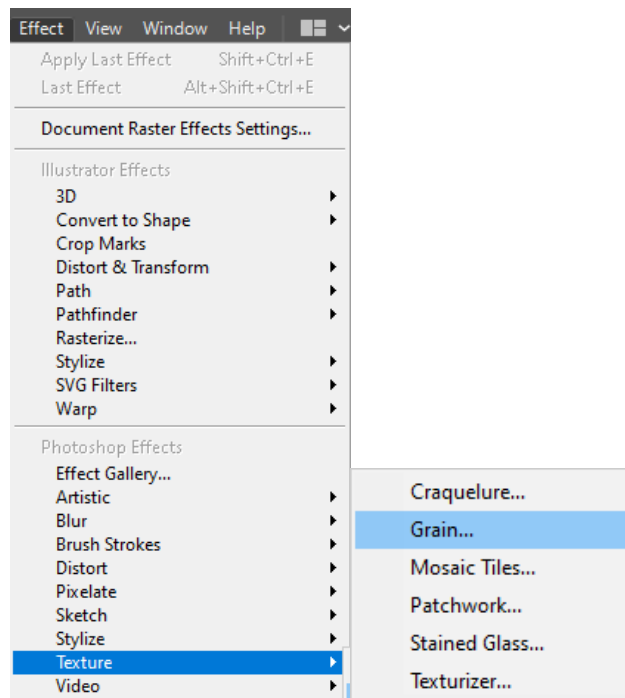 Effect View Window Help
Apply Last Effect Shift+Ctrl+E
Last Effect Alt+Shift+Ctrl+E
Document Raster Effects Settings...
Illustrator Effects
3D
Convert to Shape
Crop Marks
Distort & Transform
Path
Pathfinder
Rasterize...
Stylize
SVG Filters
Warp
Photoshop Effects
Effect Gallery...
Artistic
Blur
Brush Strokes
Distort
Pixelate
Sketch
Stylize
Texture
Video
Craquelure...
Grain...
Mosaic Tiles...
Patchwork...
Stained Glass...
Texturizer...